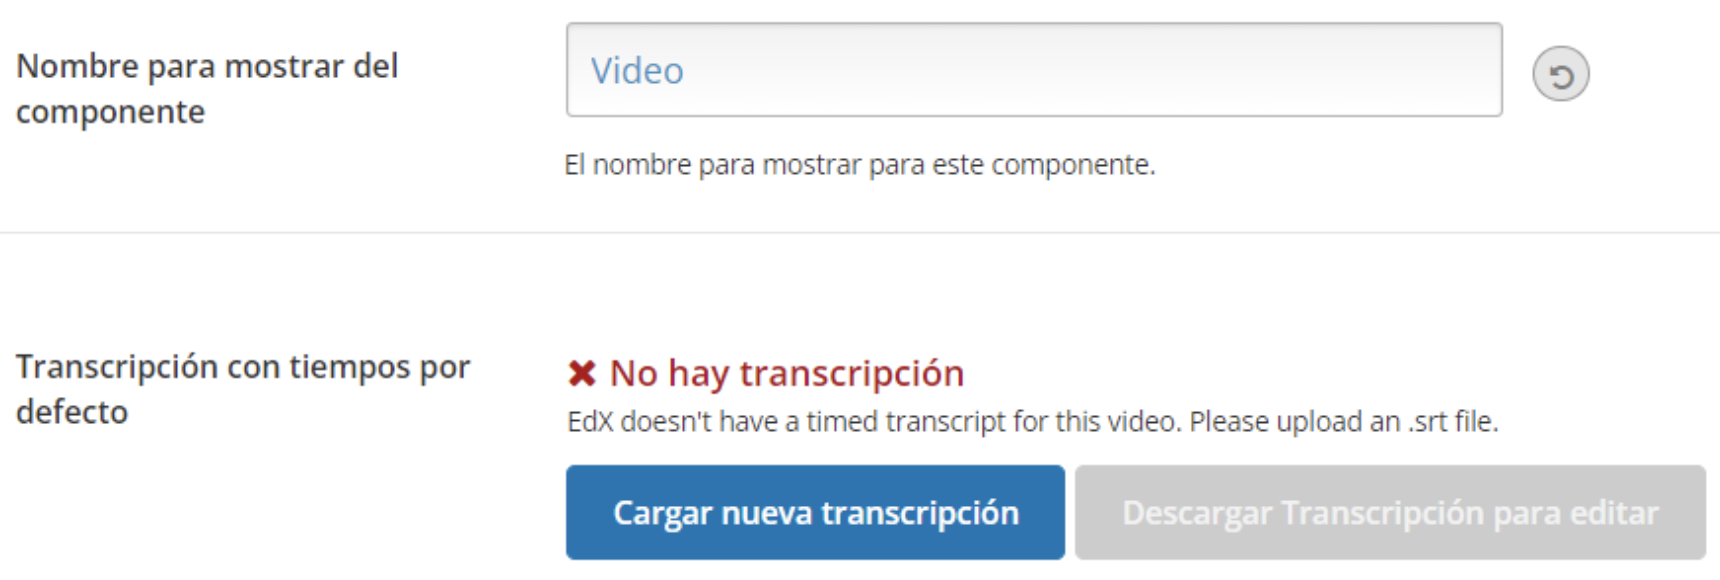 Nombre para mostrar del
componente
Video
El nombre para mostrar para este componente.
Transcripción con tiempos por
defecto
✖ No hay transcripción
EdX doesn't have a timed transcript for this video. Please upload an .srt file.
Cargar nueva transcripción
Descargar Transcripción para editar